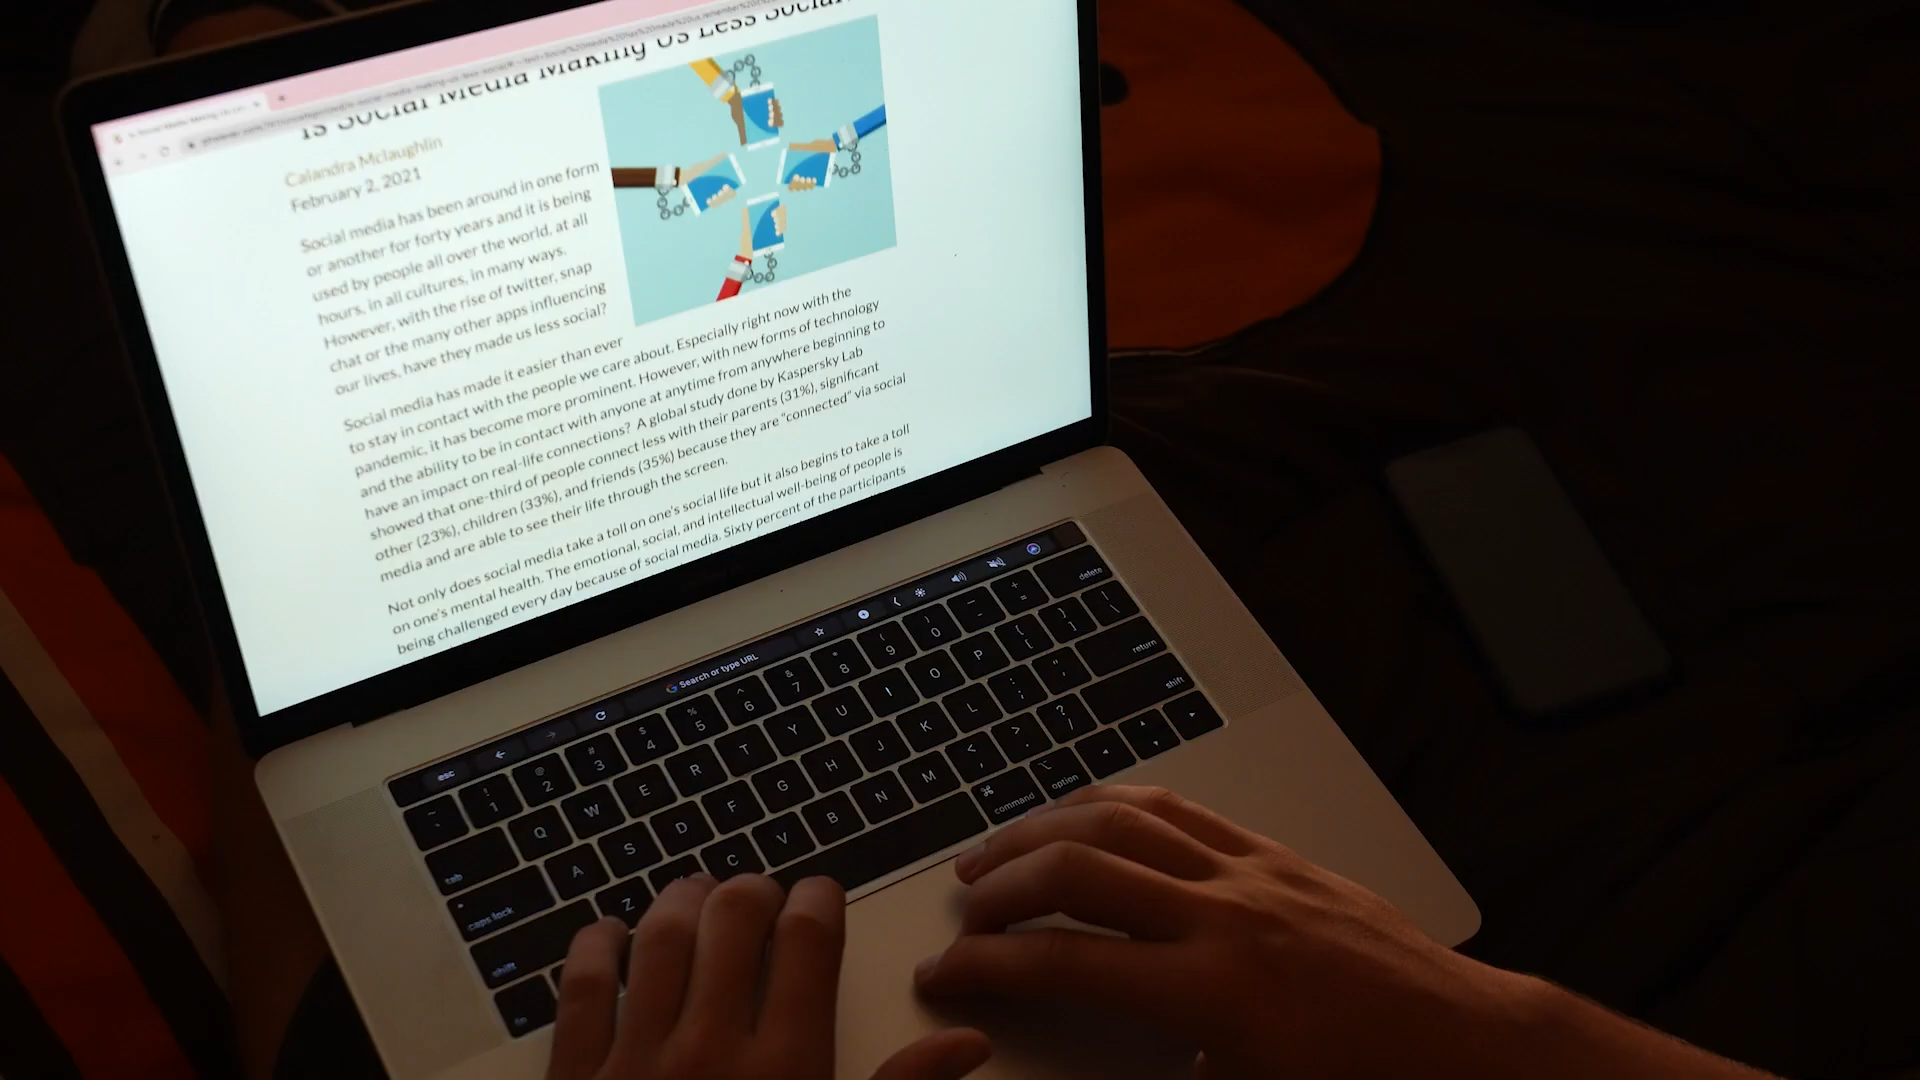 Is Social Media Making Us Less Social
Calandra Mclaughlin
February 2, 2021
Social media has been around in one form
or another for forty years and it is being
used by people all over the world, at all
hours, in all cultures, in many ways.
However, with the rise of twitter, snap
chat or the many other apps influencing
our lives, have they made us less social?
Social media has made it easier than ever
to stay in contact with the people we care about. Especially right now with the
pandemic, it has become more prominent. However, with new forms of technology
and the ability to be in contact with anyone at anytime from anywhere beginning to
have an impact on real-life connections? A global study done by Kaspersky Lab
showed that one-third of people connect less with their parents (31%), significant
other (23%), children (33%), and friends (35%) because they are "connected" via social
media and are able to see their life through the screen.
Not only does social media take a toll on one's social life but it also begins to take a toll
on one's mental health. The emotional, social, and intellectual well-being of people is
being challenged every day because of social media. Sixty percent of the participants
esc Search or type URL
~ ` ! 1 @ 2 # 3 $ 4 % 5 ^ 6 & 7 * 8 ( 9 ) 0 _ - + = delete
tab Q W E R T Y U I O P { [ } ] | \
caps lock A S D F G H J K L : ; " ' return
shift Z C V B N M < , > . ? / shift
fn ⌘ command ⌥ option